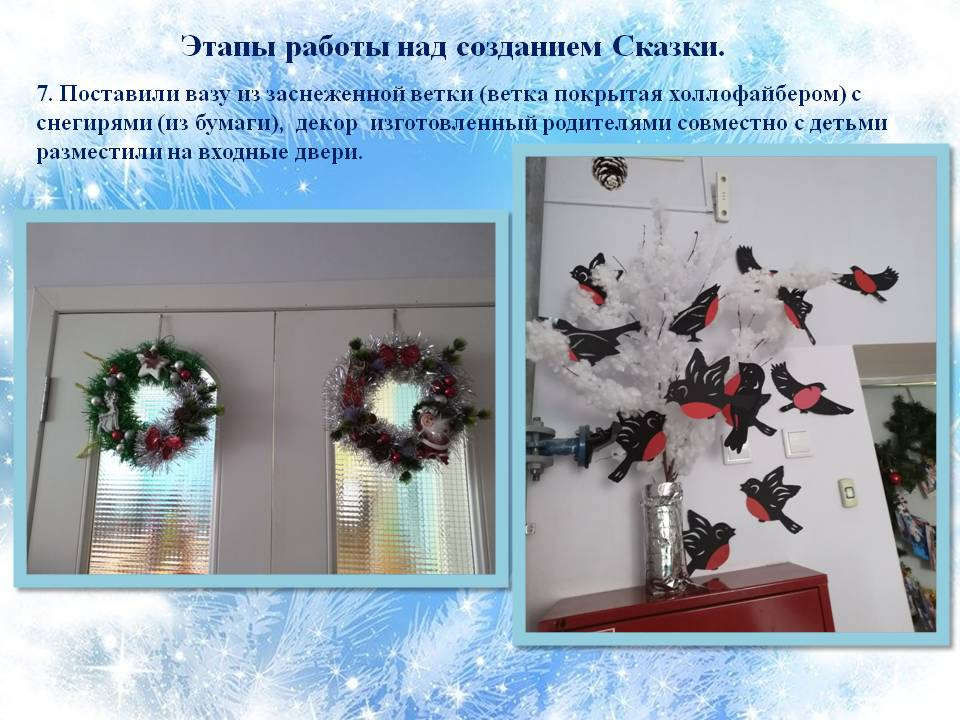 Этапы работы над созданием Сказки.
7. Поставили вазу из заснеженной ветки (ветка покрытая холлофайбером) с
снегирями (из бумаги), декор изготовленный родителями совместно с детьми
разместили на входные двери.